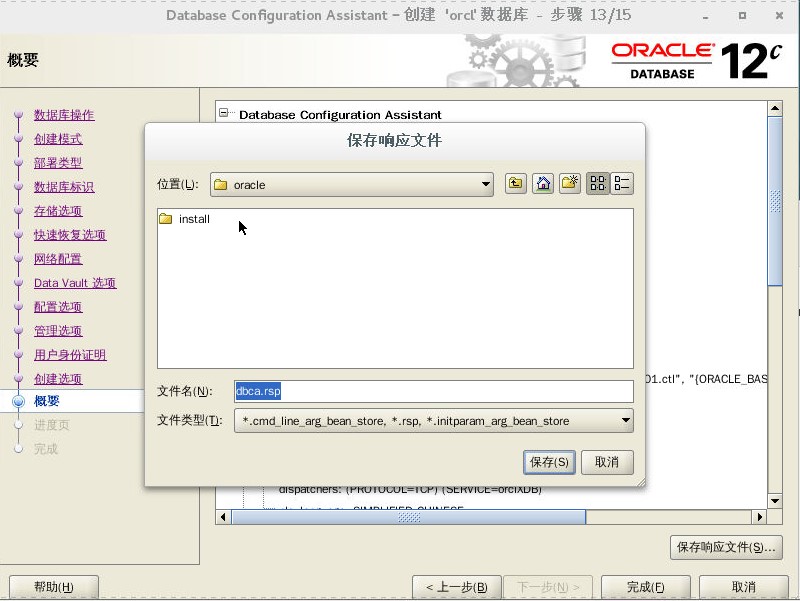 Database Configuration Assistant – 创建 'orcl' 数据库 - 步骤 13/15
概要
ORACLE
DATABASE
12c
数据库操作
创建模式
部署类型
数据库标识
存储选项
快速恢复选项
网络配置
Data Vault 选项
配置选项
管理选项
用户身份证明
创建选项
概要
进度页
完成
Database Configuration Assistant
保存响应文件
位置(L):
oracle
install
文件名(N):
dbca.rsp
文件类型(T):
*.cmd_line_arg_bean_store, *.rsp, *.initparam_arg_bean_store
保存(S)
取消
01.ctl", "{ORACLE_BAS
dispatchers: (PROTOCOL=TCP) (SERVICE=orclXDB)
保存响应文件(S)...
帮助(H)
< 上一步(B)
下一步(N) >
完成(F)
取消